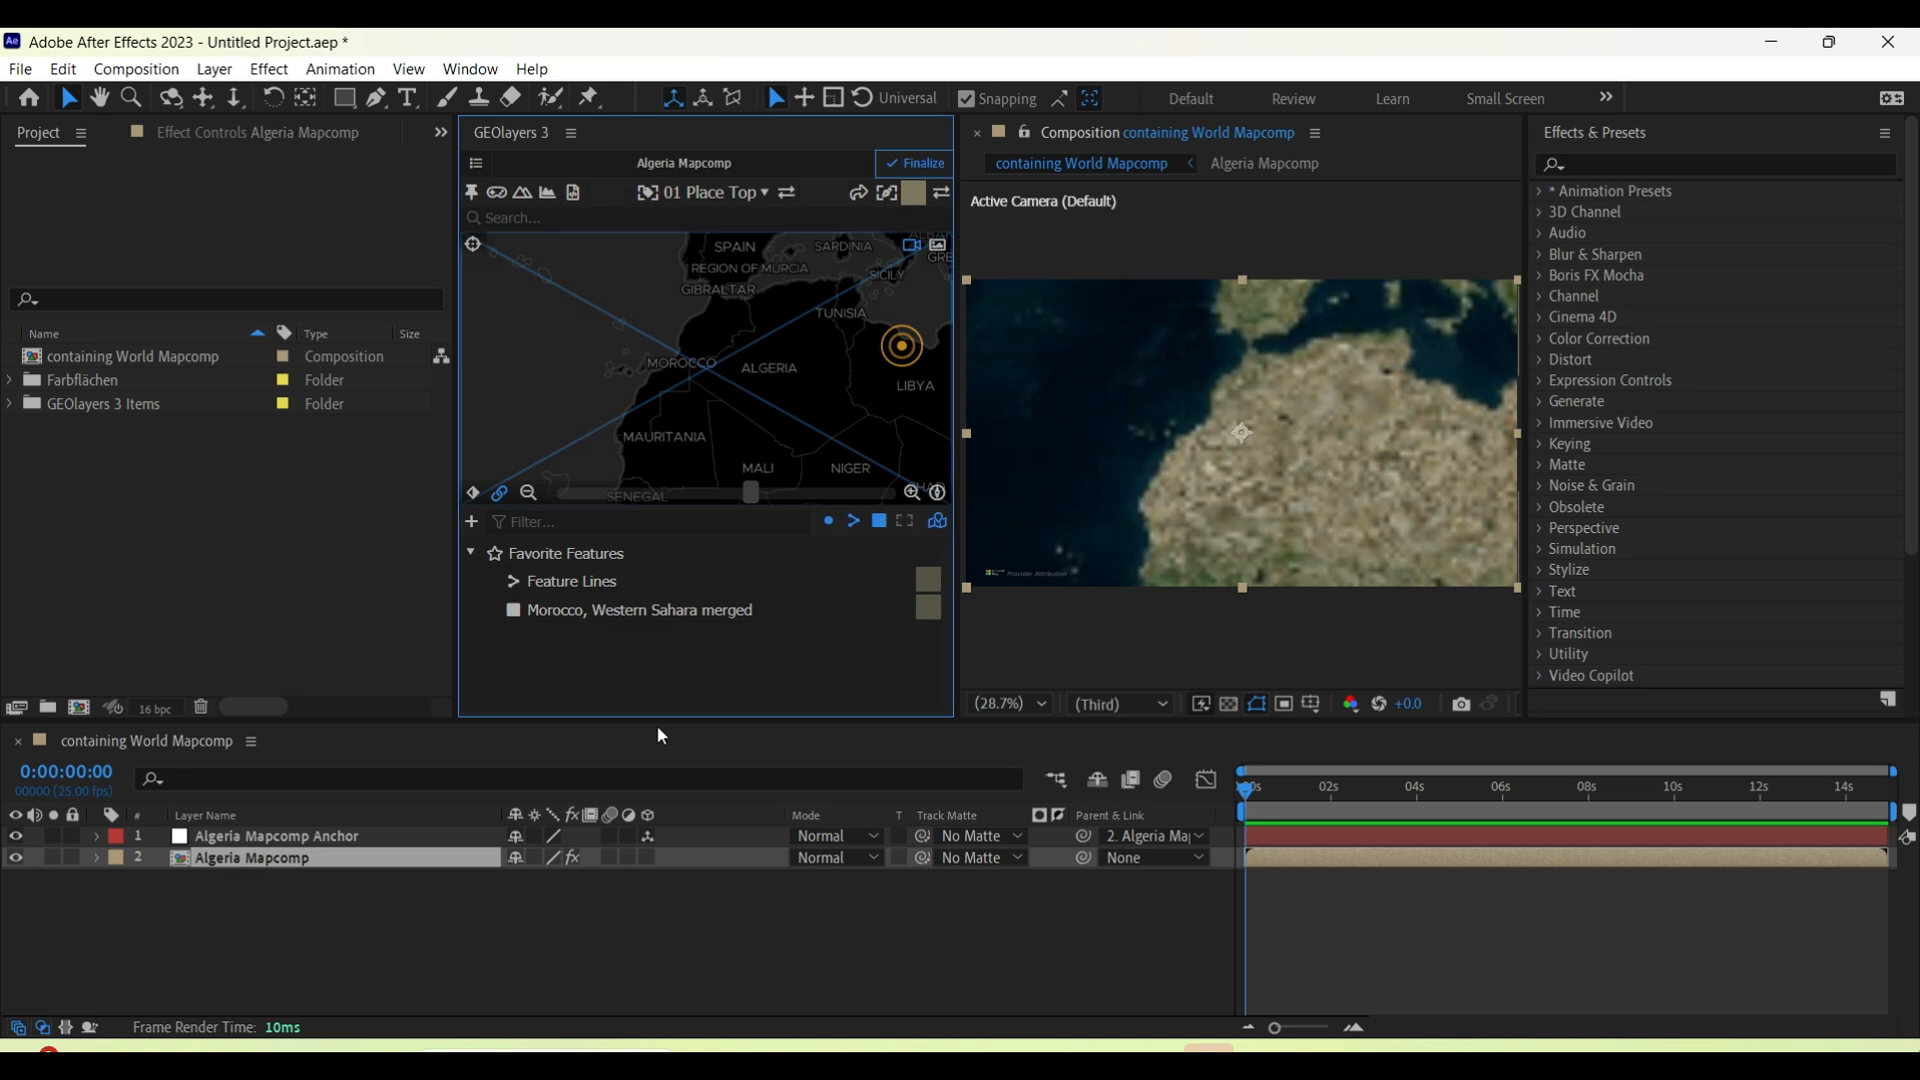 Ae Adobe After Effects 2023 - Untitled Project.aep *
File Edit Composition Layer Effect Animation View Window Help
Universal Snapping Default Review Learn Small Screen
Project Effect Controls Algeria Mapcomp
GEOlayers 3
Algeria Mapcomp Finalize
01 Place Top
Search...
SPAIN SARDINIA
REGION OF MURCIA SICILY GRE
GIBRALTAR
TUNISIA
MOROCCO ALGERIA
LIBYA
MAURITANIA
MALI NIGER
SENEGAL
Filter...
Favorite Features
Feature Lines
Morocco, Western Sahara merged
Composition containing World Mapcomp
containing World Mapcomp Algeria Mapcomp
Active Camera (Default)
Provider Attribution
(28.7%) (Third) +0.0
Effects & Presets
* Animation Presets
3D Channel
Audio
Blur & Sharpen
Boris FX Mocha
Channel
Cinema 4D
Color Correction
Distort
Expression Controls
Generate
Immersive Video
Keying
Matte
Noise & Grain
Obsolete
Perspective
Simulation
Stylize
Text
Time
Transition
Utility
Video Copilot
Name Type Size
containing World Mapcomp Composition
Farbflächen Folder
GEOlayers 3 Items Folder
16 bpc
containing World Mapcomp
0:00:00:00
00000 (25.00 fps)
02s 04s 06s 08s 10s 12s 14s
# Layer Name Mode T Track Matte Parent & Link
1 Algeria Mapcomp Anchor Normal No Matte 2. Algeria Ma
2 Algeria Mapcomp Normal No Matte None
Frame Render Time: 10ms